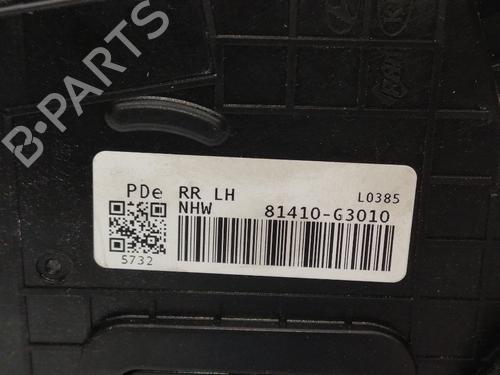 B-PARTS
PDe RR LH L0385
NHW 81410-G3010
5732